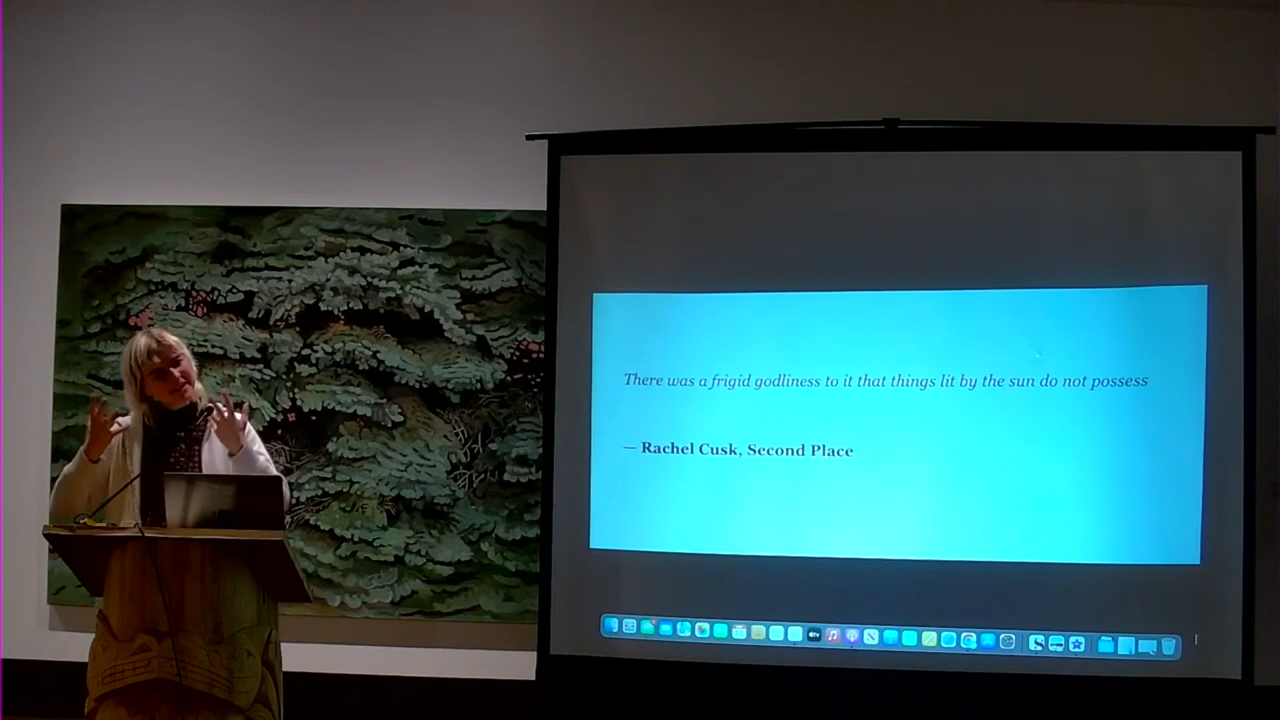 There was a frigid godliness to it that things lit by the sun do not possess
— Rachel Cusk, Second Place